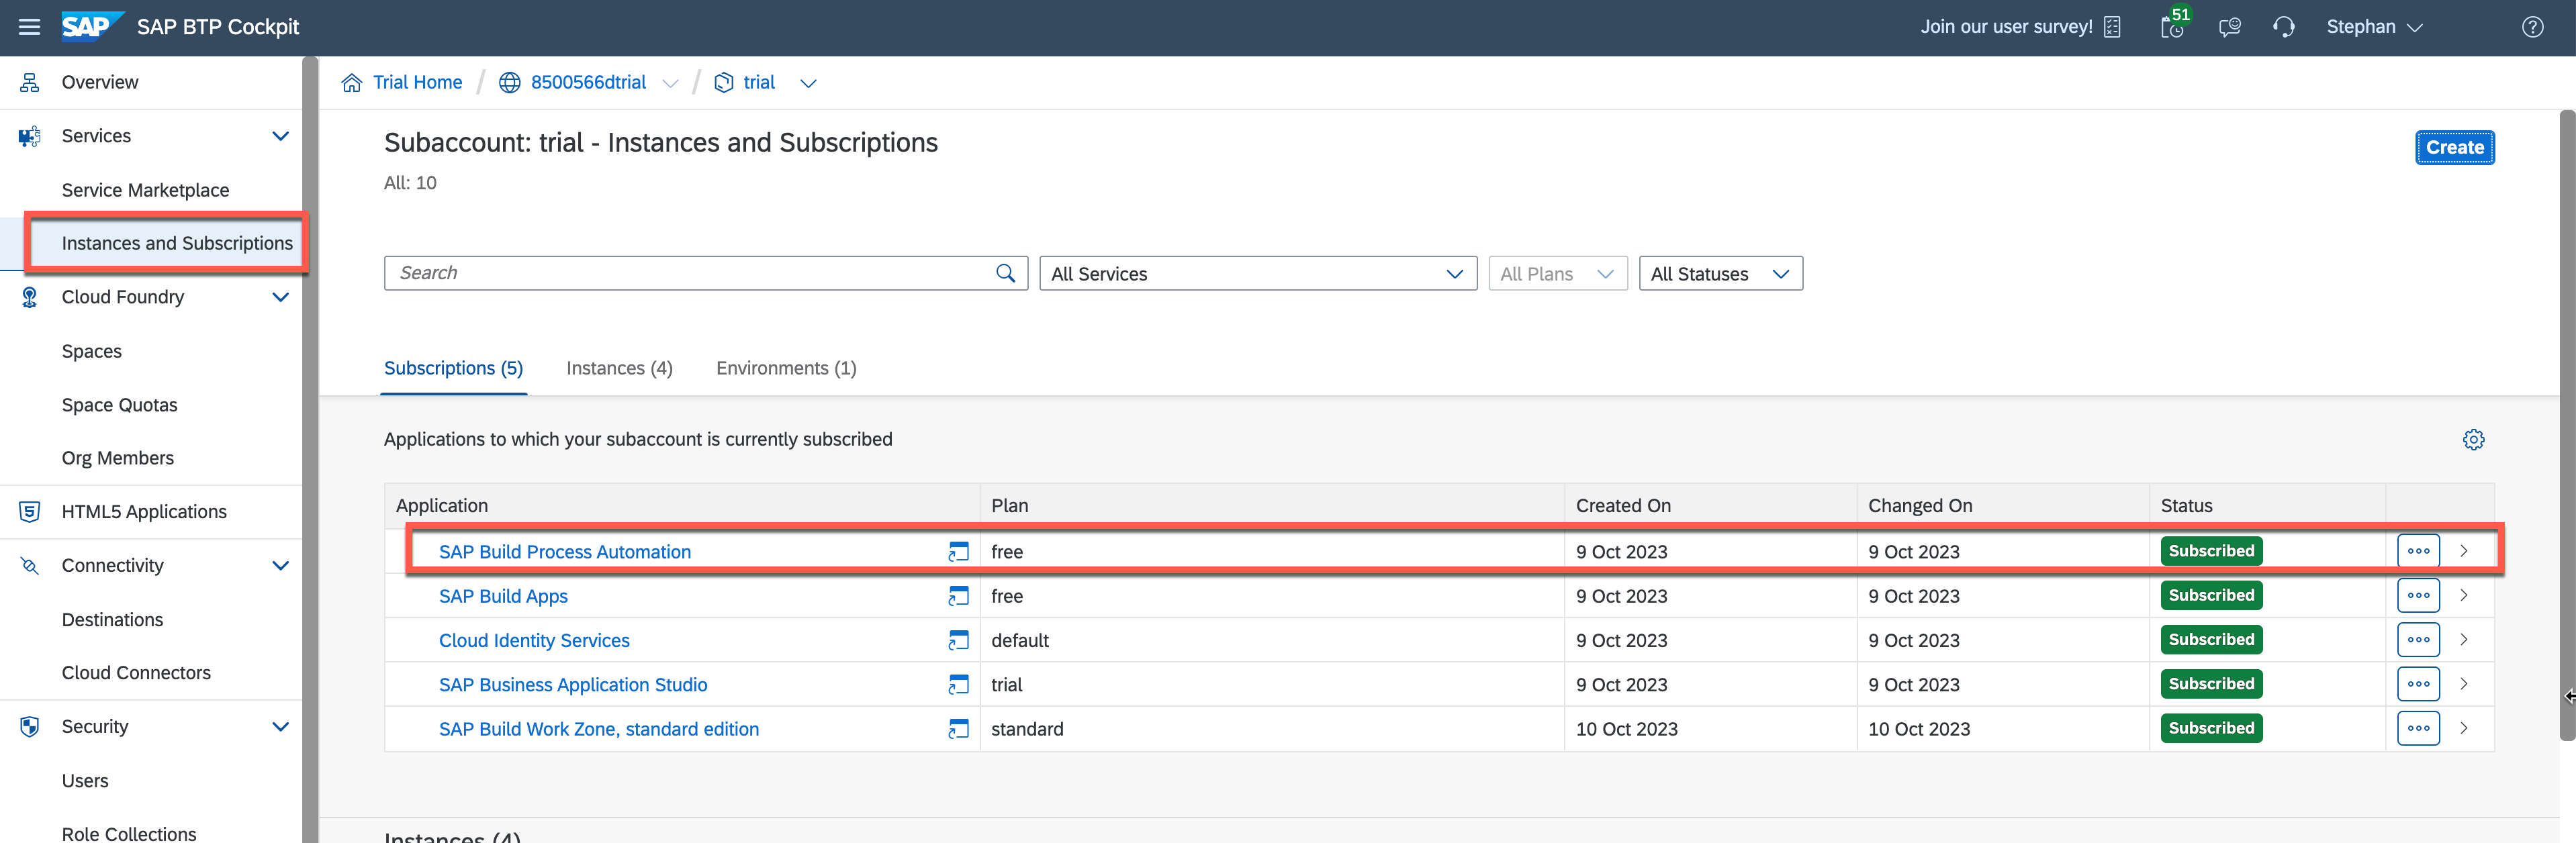 SAP SAP BTP Cockpit
Join our user survey! 51 Stephan
Overview
Services
Service Marketplace
Instances and Subscriptions
Cloud Foundry
Spaces
Space Quotas
Org Members
HTML5 Applications
Connectivity
Destinations
Cloud Connectors
Security
Users
Role Collections
Trial Home / 8500566dtrial / trial
Subaccount: trial - Instances and Subscriptions
Create
All: 10
Search All Services All Plans All Statuses
Subscriptions (5) Instances (4) Environments (1)
Applications to which your subaccount is currently subscribed
Application Plan Created On Changed On Status
SAP Build Process Automation free 9 Oct 2023 9 Oct 2023 Subscribed
SAP Build Apps free 9 Oct 2023 9 Oct 2023 Subscribed
Cloud Identity Services default 9 Oct 2023 9 Oct 2023 Subscribed
SAP Business Application Studio trial 9 Oct 2023 9 Oct 2023 Subscribed
SAP Build Work Zone, standard edition standard 10 Oct 2023 10 Oct 2023 Subscribed
Instances (4)